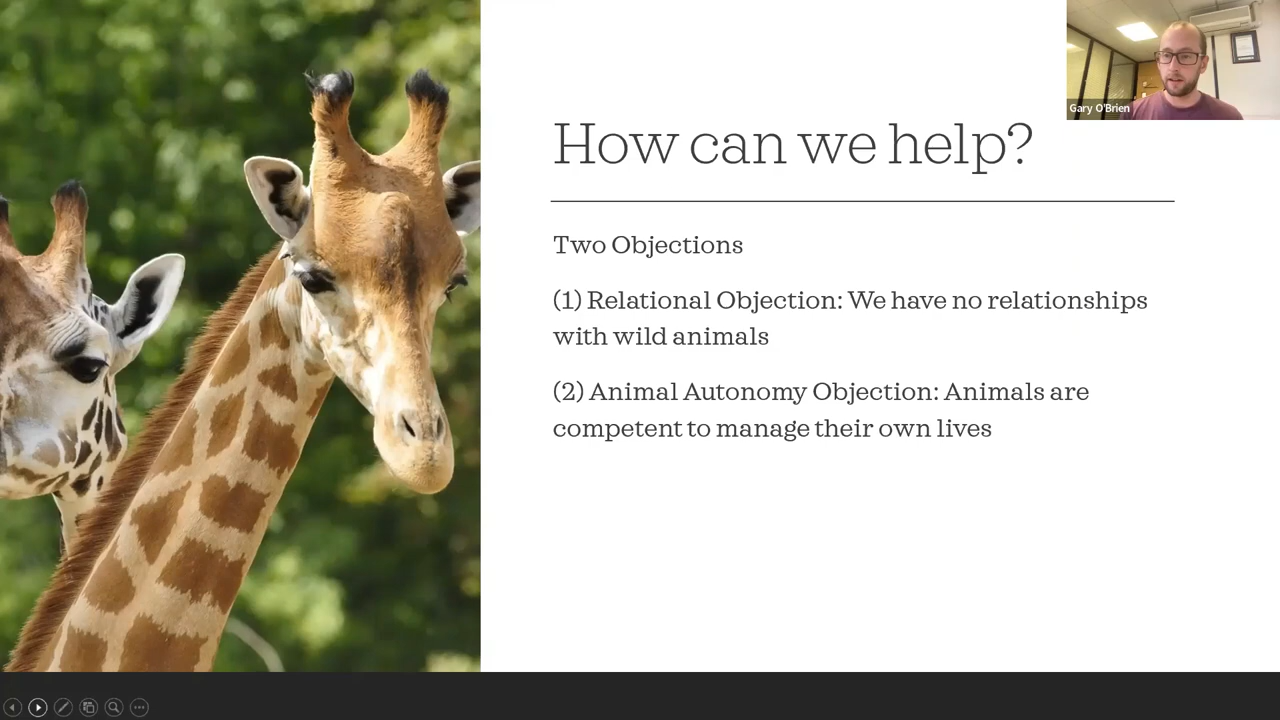 Gary O'Brien
How can we help?
Two Objections
(1) Relational Objection: We have no relationships
with wild animals
(2) Animal Autonomy Objection: Animals are
competent to manage their own lives